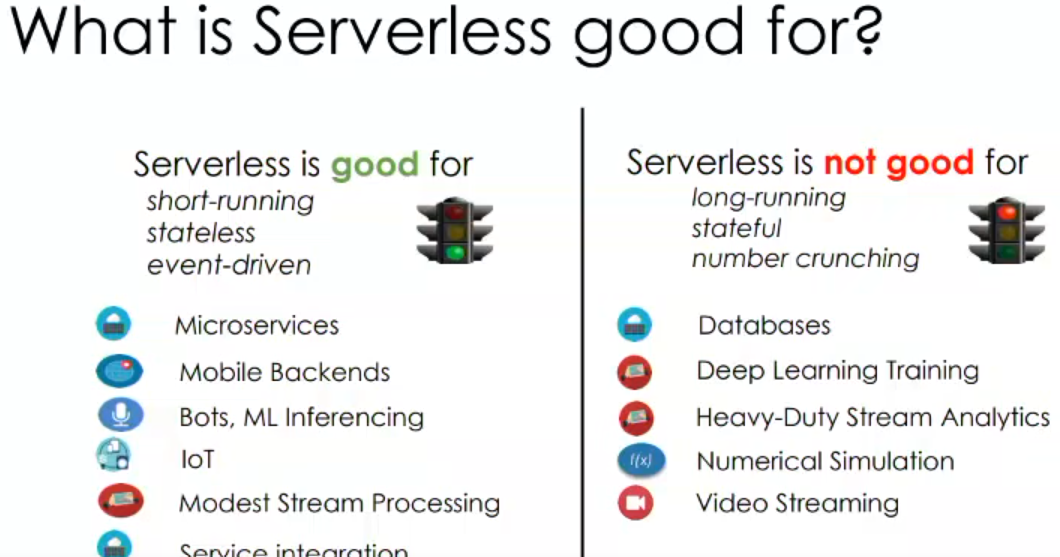 What is Serverless good for?
Serverless is good for
short-running
stateless
event-driven
Microservices
Mobile Backends
Bots, ML Inferencing
IoT
Modest Stream Processing
Service integration
Serverless is not good for
long-running
stateful
number crunching
Databases
Deep Learning Training
Heavy-Duty Stream Analytics
f(x)
Numerical Simulation
Video Streaming